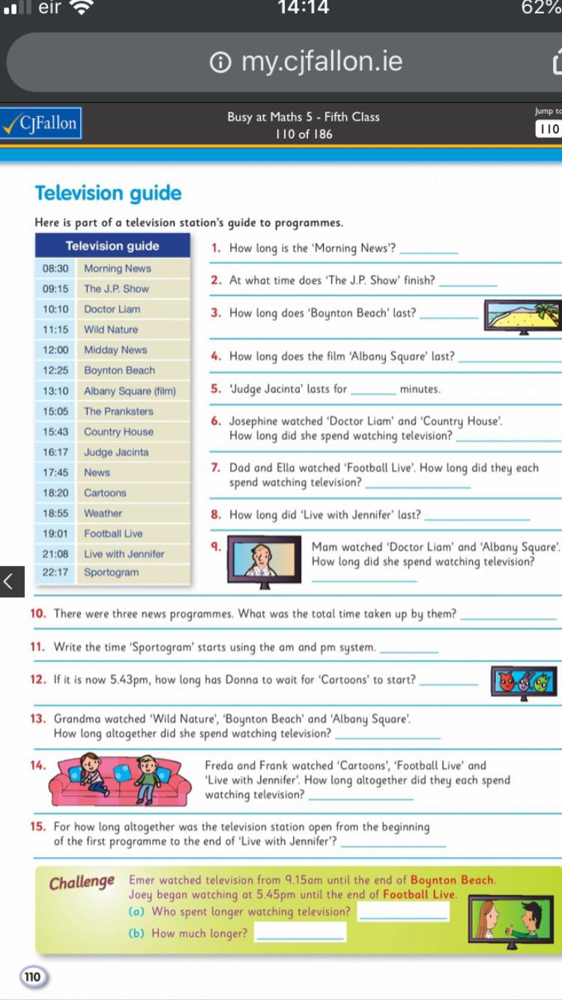 eir
14:14
62%
my.cjfallon.ie
CJFallon
Busy at Maths 5 - Fifth Class
110 of 186
Jump to
110
Television guide
Here is part of a television station's guide to programmes.
Television guide
08:30 Morning News
09:15 The J.P. Show
10:10 Doctor Liam
11:15 Wild Nature
12:00 Midday News
12:25 Boynton Beach
13:10 Albany Square (film)
15:05 The Pranksters
15:43 Country House
16:17 Judge Jacinta
17:45 News
18:20 Cartoons
18:55 Weather
19:01 Football Live
21:08 Live with Jennifer
22:17 Sportogram
1. How long is the 'Morning News'?
2. At what time does 'The J.P. Show' finish?
3. How long does 'Boynton Beach' last?
4. How long does the film 'Albany Square' last?
5. 'Judge Jacinta' lasts for ______ minutes.
6. Josephine watched 'Doctor Liam' and 'Country House'.
How long did she spend watching television?
7. Dad and Ella watched 'Football Live'. How long did they each
spend watching television?
8. How long did 'Live with Jennifer' last?
9. Mam watched 'Doctor Liam' and 'Albany Square'.
How long did she spend watching television?
10. There were three news programmes. What was the total time taken up by them?
11. Write the time 'Sportogram' starts using the am and pm system.
12. If it is now 5.43pm, how long has Donna to wait for 'Cartoons' to start?
13. Grandma watched 'Wild Nature', 'Boynton Beach' and 'Albany Square'.
How long altogether did she spend watching television?
14. Freda and Frank watched 'Cartoons', 'Football Live' and
'Live with Jennifer'. How long altogether did they each spend
watching television?
15. For how long altogether was the television station open from the beginning
of the first programme to the end of 'Live with Jennifer'?
Challenge
Emer watched television from 9.15am until the end of Boynton Beach.
Joey began watching at 5.45pm until the end of Football Live.
(a) Who spent longer watching television?
(b) How much longer?
110